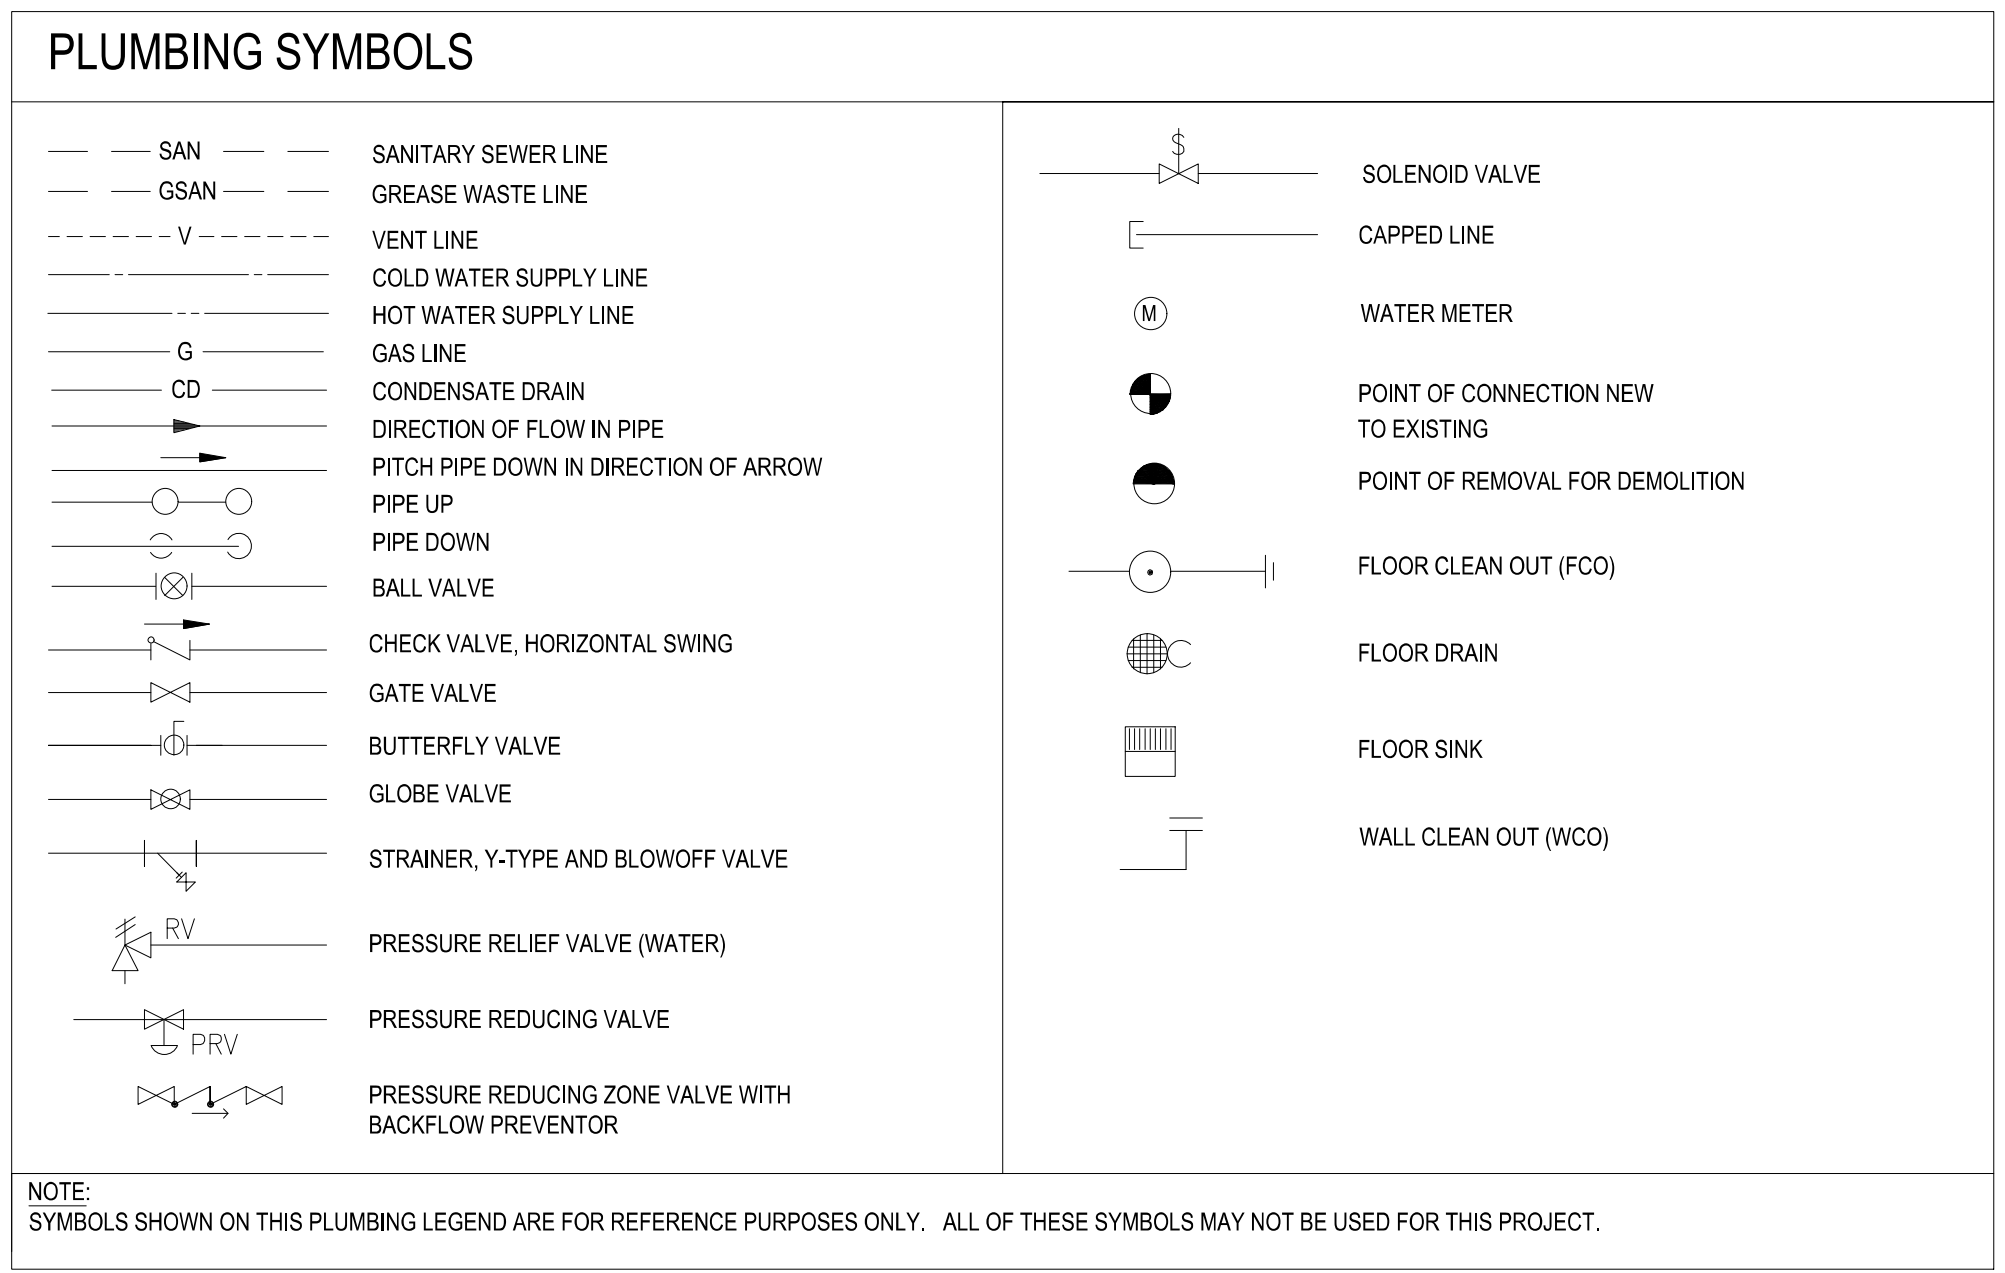 PLUMBING SYMBOLS
SAN SANITARY SEWER LINE
GSAN GREASE WASTE LINE
V VENT LINE
COLD WATER SUPPLY LINE
HOT WATER SUPPLY LINE
G GAS LINE
CD CONDENSATE DRAIN
DIRECTION OF FLOW IN PIPE
PITCH PIPE DOWN IN DIRECTION OF ARROW
PIPE UP
PIPE DOWN
BALL VALVE
CHECK VALVE, HORIZONTAL SWING
GATE VALVE
BUTTERFLY VALVE
GLOBE VALVE
STRAINER, Y-TYPE AND BLOWOFF VALVE
RV PRESSURE RELIEF VALVE (WATER)
PRESSURE REDUCING VALVE
PRV
PRESSURE REDUCING ZONE VALVE WITH
BACKFLOW PREVENTOR
S
SOLENOID VALVE
CAPPED LINE
M WATER METER
POINT OF CONNECTION NEW
TO EXISTING
POINT OF REMOVAL FOR DEMOLITION
FLOOR CLEAN OUT (FCO)
FLOOR DRAIN
FLOOR SINK
WALL CLEAN OUT (WCO)
NOTE:
SYMBOLS SHOWN ON THIS PLUMBING LEGEND ARE FOR REFERENCE PURPOSES ONLY. ALL OF THESE SYMBOLS MAY NOT BE USED FOR THIS PROJECT.